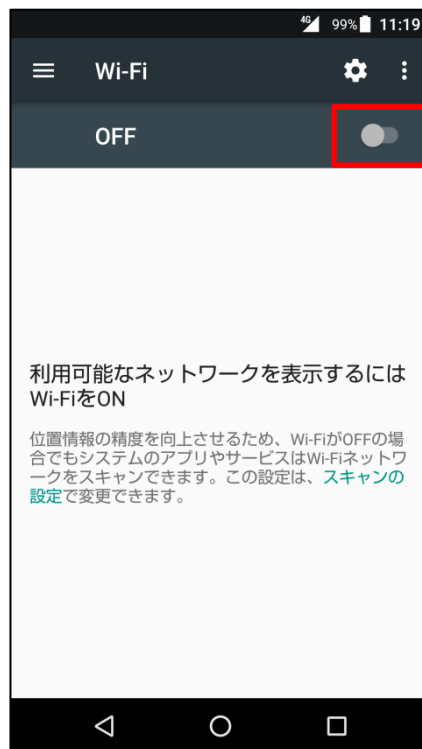 4G 99% 11:19
Wi-Fi
OFF
利用可能なネットワークを表示するには
Wi-FiをON
位置情報の精度を向上させるため、Wi-FiがOFFの場
合でもシステムのアプリやサービスはWi-Fiネットワ
ークをスキャンできます。この設定は、スキャンの
設定で変更できます。